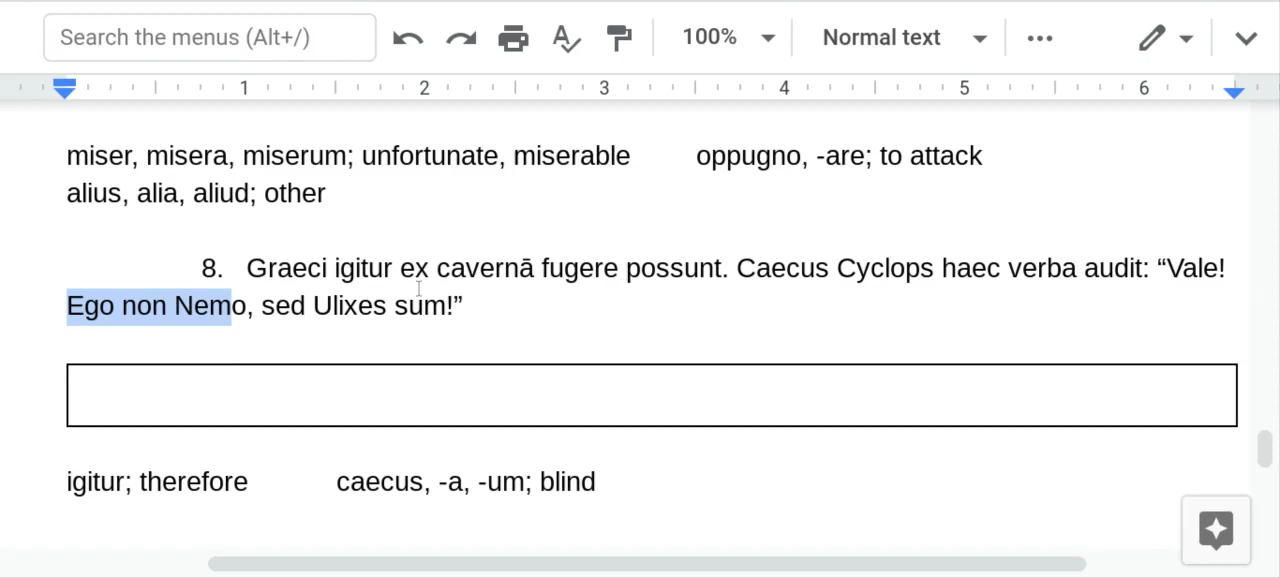 Search the menus (Alt+/) 100% Normal text
1 2 3 4 5 6
miser, misera, miserum; unfortunate, miserable oppugno, -are; to attack
alius, alia, aliud; other
8. Graeci igitur ex cavernā fugere possunt. Caecus Cyclops haec verba audit: “Vale!
Ego non Nemo, sed Ulixes sum!”
igitur; therefore caecus, -a, -um; blind